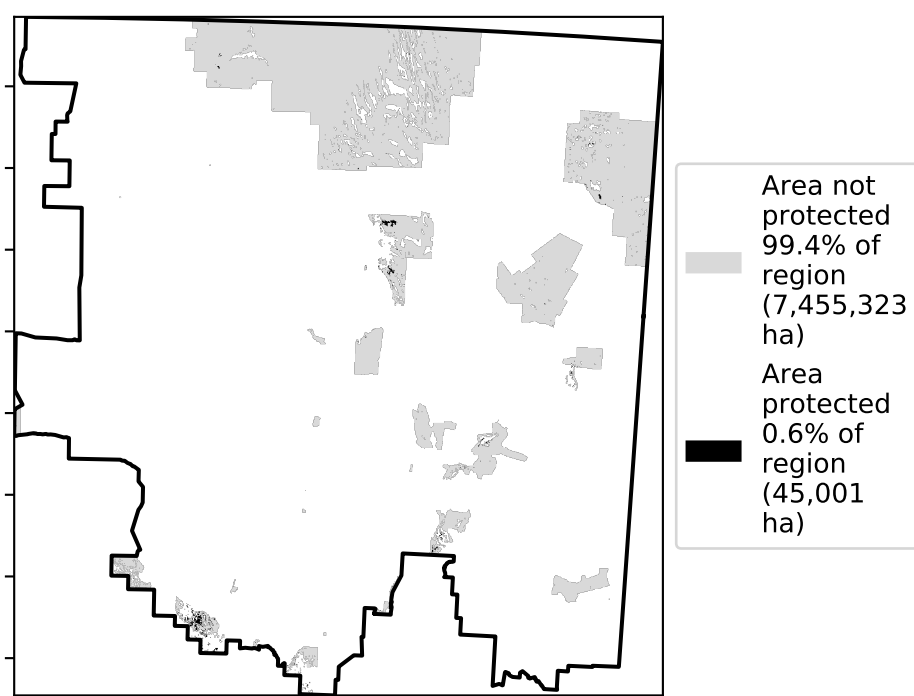 Area not
protected
99.4% of
region
(7,455,323
ha)
Area
protected
0.6% of
region
(45,001
ha)